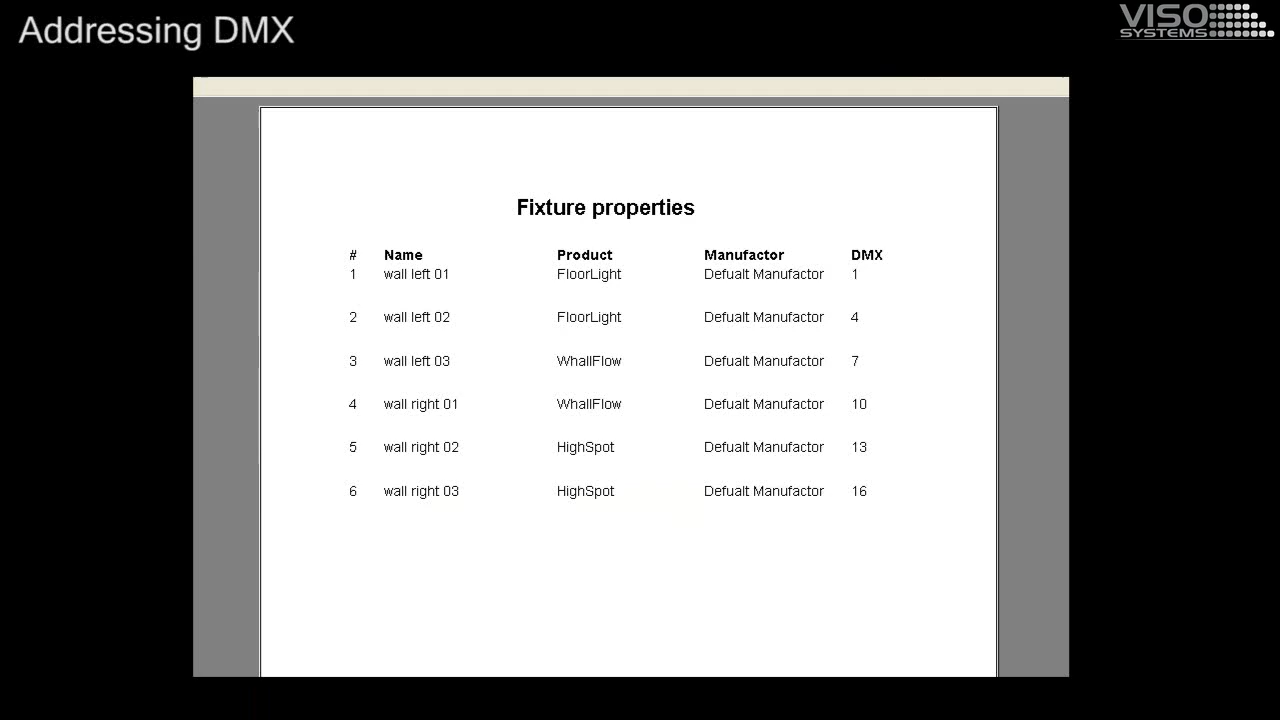 Addressing DMX
VISO
SYSTEMS
Fixture properties
# Name Product Manufactor DMX
1 wall left 01 FloorLight Defualt Manufactor 1
2 wall left 02 FloorLight Defualt Manufactor 4
3 wall left 03 WhallFlow Defualt Manufactor 7
4 wall right 01 WhallFlow Defualt Manufactor 10
5 wall right 02 HighSpot Defualt Manufactor 13
6 wall right 03 HighSpot Defualt Manufactor 16